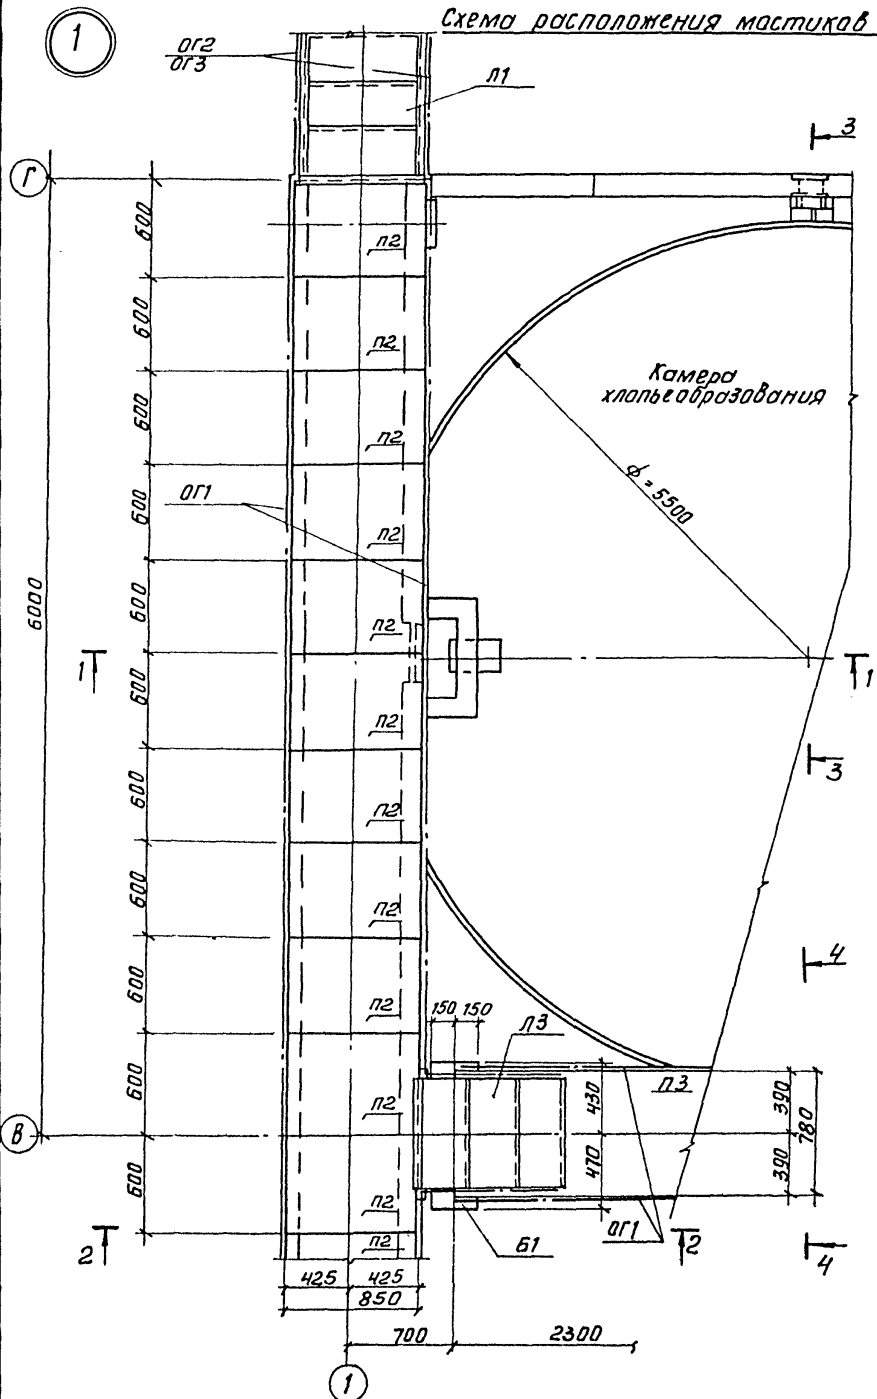 Схема расположения мостиков
1
ОГ2
ОГ3
Л1
3
Г
600
П2
600
П2
Камера
хлопьеобразования
600
П2
ОГ1
600
П2
ф = 5500
6000
600
П2
1
1
600
П2
3
600
П2
600
П2
4
600
П2
150
150
Л3
600
П2
430
П3
390
780
В
470
390
600
П2
2
П2
Б1
ОГ1
2
4
425
425
850
700
2300
1